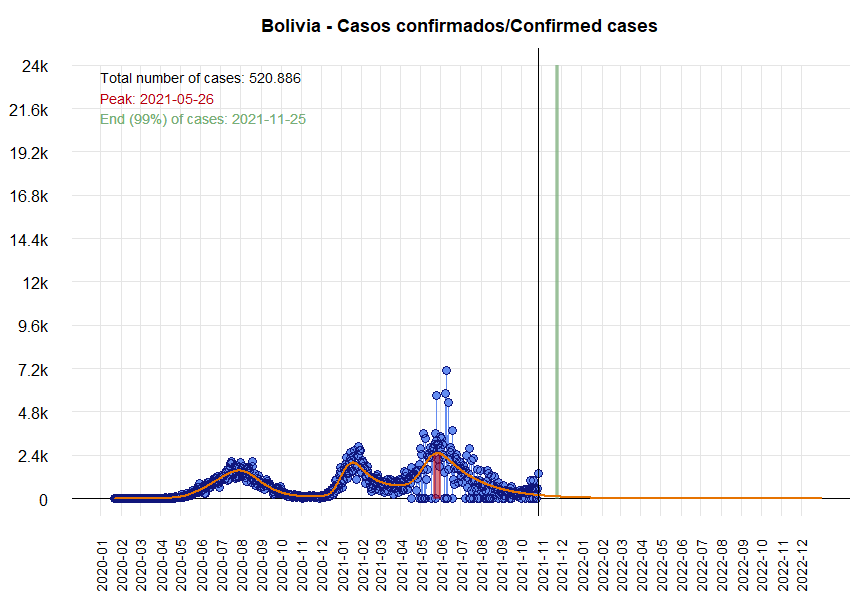 Bolivia - Casos confirmados/Confirmed cases
24k
Total number of cases: 520.886
Peak: 2021-05-26
21.6k
End (99%) of cases: 2021-11-25
19.2k
16.8k
14.4k
12k
9.6k
7.2k
4.8k
2.4k
0
2020-01
2020-02
2020-03
2020-04
2020-05
2020-06
2020-07
2020-08
2020-09
2020-10
2020-11
2020-12
2021-01
2021-02
2021-03
2021-04
2021-05
2021-06
2021-07
2021-08
2021-09
2021-10
2021-11
2021-12
2022-01
2022-02
2022-03
2022-04
2022-05
2022-06
2022-07
2022-08
2022-09
2022-10
2022-11
2022-12